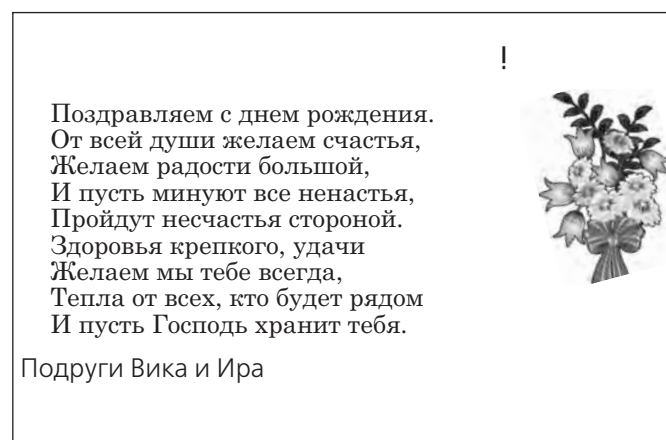 !
Поздравляем с днем рождения.
От всей души желаем счастья,
Желаем радости большой,
И пусть минуют все ненастья,
Пройдут несчастья стороной.
Здоровья крепкого, удачи
Желаем мы тебе всегда,
Тепла от всех, кто будет рядом
И пусть Господь хранит тебя.
Подруги Вика и Ира